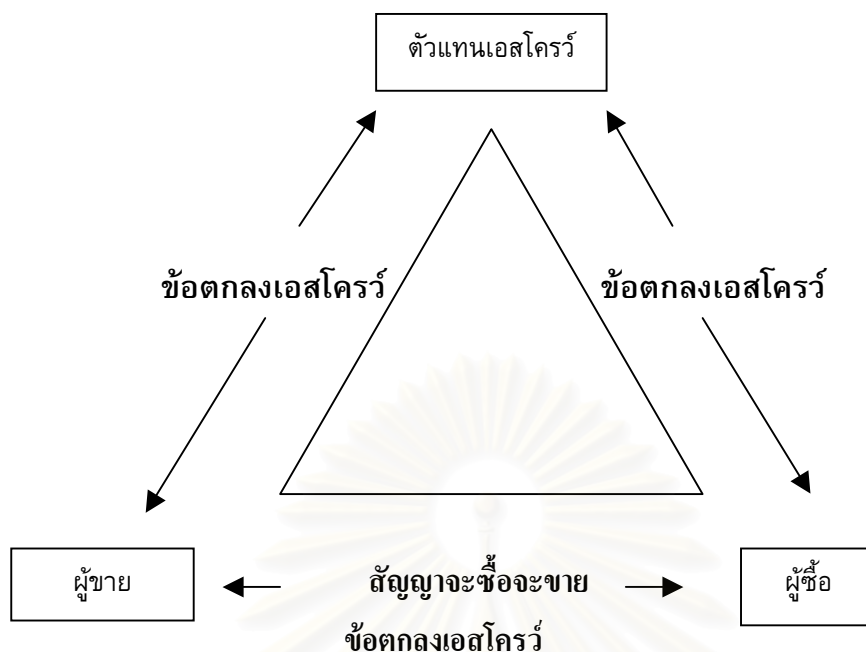 ตัวแทนเอสโครว์
ข้อตกลงเอสโครว์
ข้อตกลงเอสโครว์
ผู้ขาย
สัญญาจะซื้อจะขาย
ผู้ซื้อ
ข้อตกลงเอสโครว์